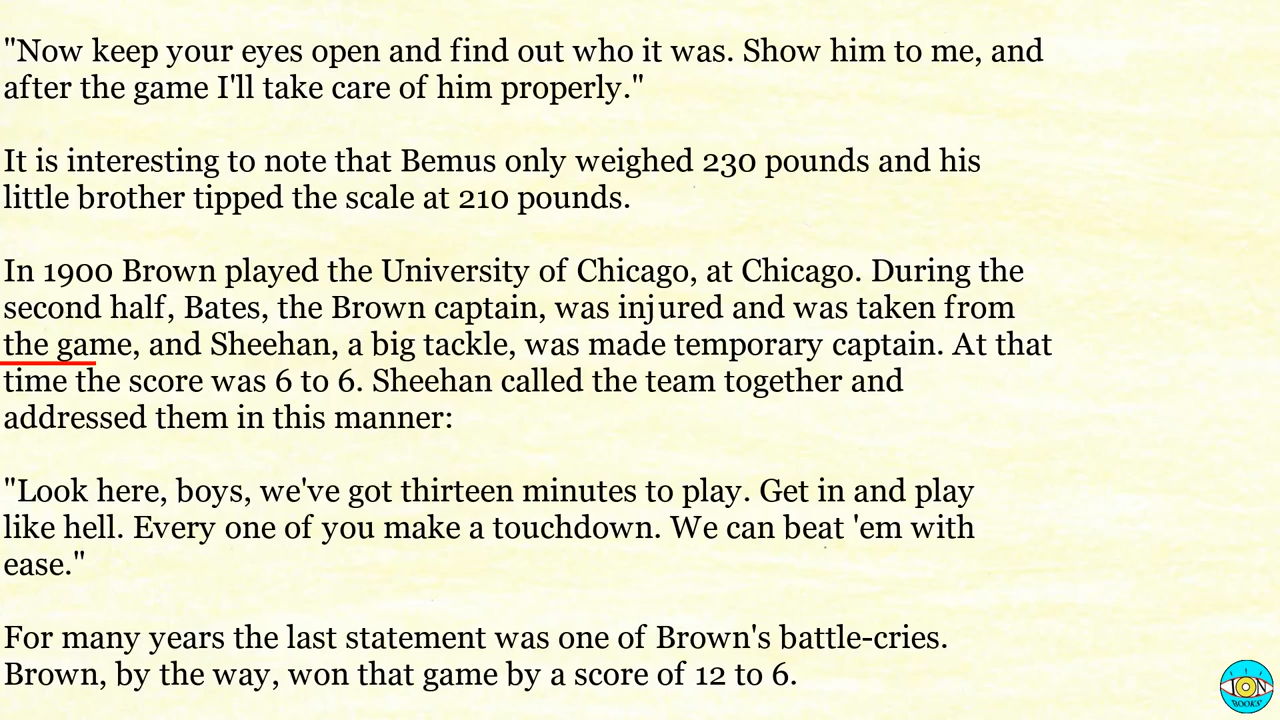 "Now keep your eyes open and find out who it was. Show him to me, and
after the game I'll take care of him properly."
It is interesting to note that Bemus only weighed 230 pounds and his
little brother tipped the scale at 210 pounds.
In 1900 Brown played the University of Chicago, at Chicago. During the
second half, Bates, the Brown captain, was injured and was taken from
the game, and Sheehan, a big tackle, was made temporary captain. At that
time the score was 6 to 6. Sheehan called the team together and
addressed them in this manner:
"Look here, boys, we've got thirteen minutes to play. Get in and play
like hell. Every one of you make a touchdown. We can beat 'em with
ease."
For many years the last statement was one of Brown's battle-cries.
Brown, by the way, won that game by a score of 12 to 6.
ION
BOOKS